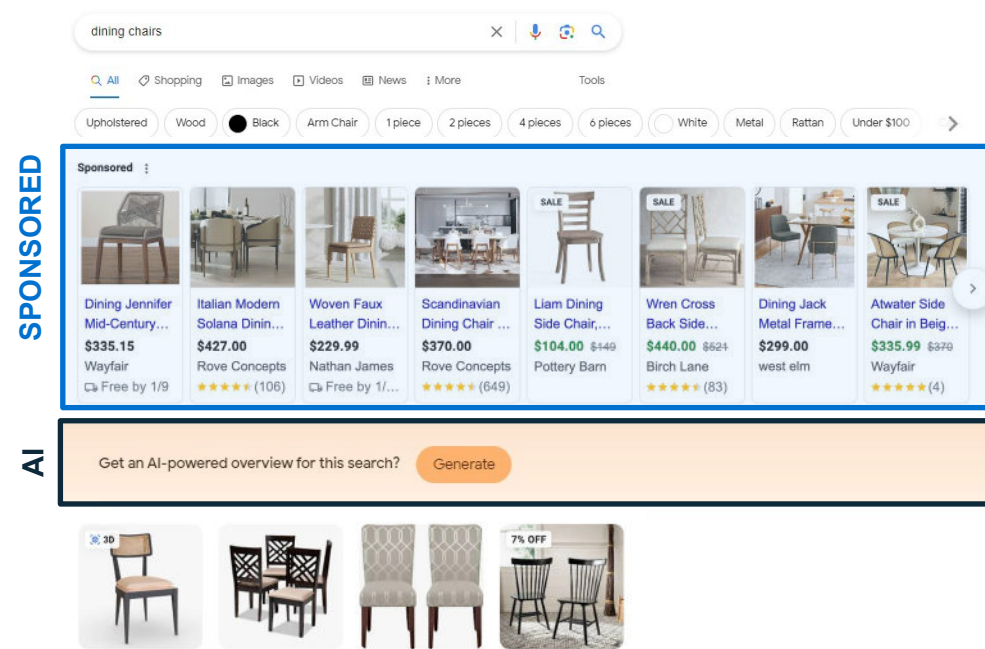 dining chairs
All Shopping Images Videos News More Tools
Upholstered Wood Black Arm Chair 1 piece 2 pieces 4 pieces 6 pieces White Metal Rattan Under $100
SPONSORED
Sponsored
SALE SALE SALE
Dining Jennifer Mid-Century...
$335.15
Wayfair
Free by 1/9
Italian Modern Solana Dinin...
$427.00
Rove Concepts
(106)
Woven Faux Leather Dinin...
$229.99
Nathan James
Free by 1/...
Scandinavian Dining Chair ...
$370.00
Rove Concepts
(649)
Liam Dining Side Chair,...
$104.00 $149
Pottery Barn
Wren Cross Back Side...
$440.00 $521
Birch Lane
(83)
Dining Jack Metal Frame...
$299.00
west elm
Atwater Side Chair in Beig...
$335.99 $370
Wayfair
(4)
AI
Get an AI-powered overview for this search? Generate
3D 7% OFF